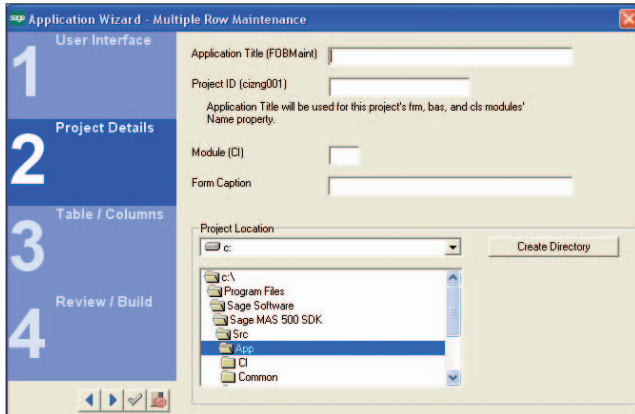 sage Application Wizard - Multiple Row Maintenance
1
User Interface
2
Project Details
3
Table / Columns
4
Review / Build
Application Title (FOBMaint)
Project ID (cizng001)
Application Title will be used for this project's frm, bas, and cls modules'
Name property.
Module (CI)
Form Caption
Project Location
c:
Create Directory
c:\
Program Files
Sage Software
Sage MAS 500 SDK
Src
App
CI
Common